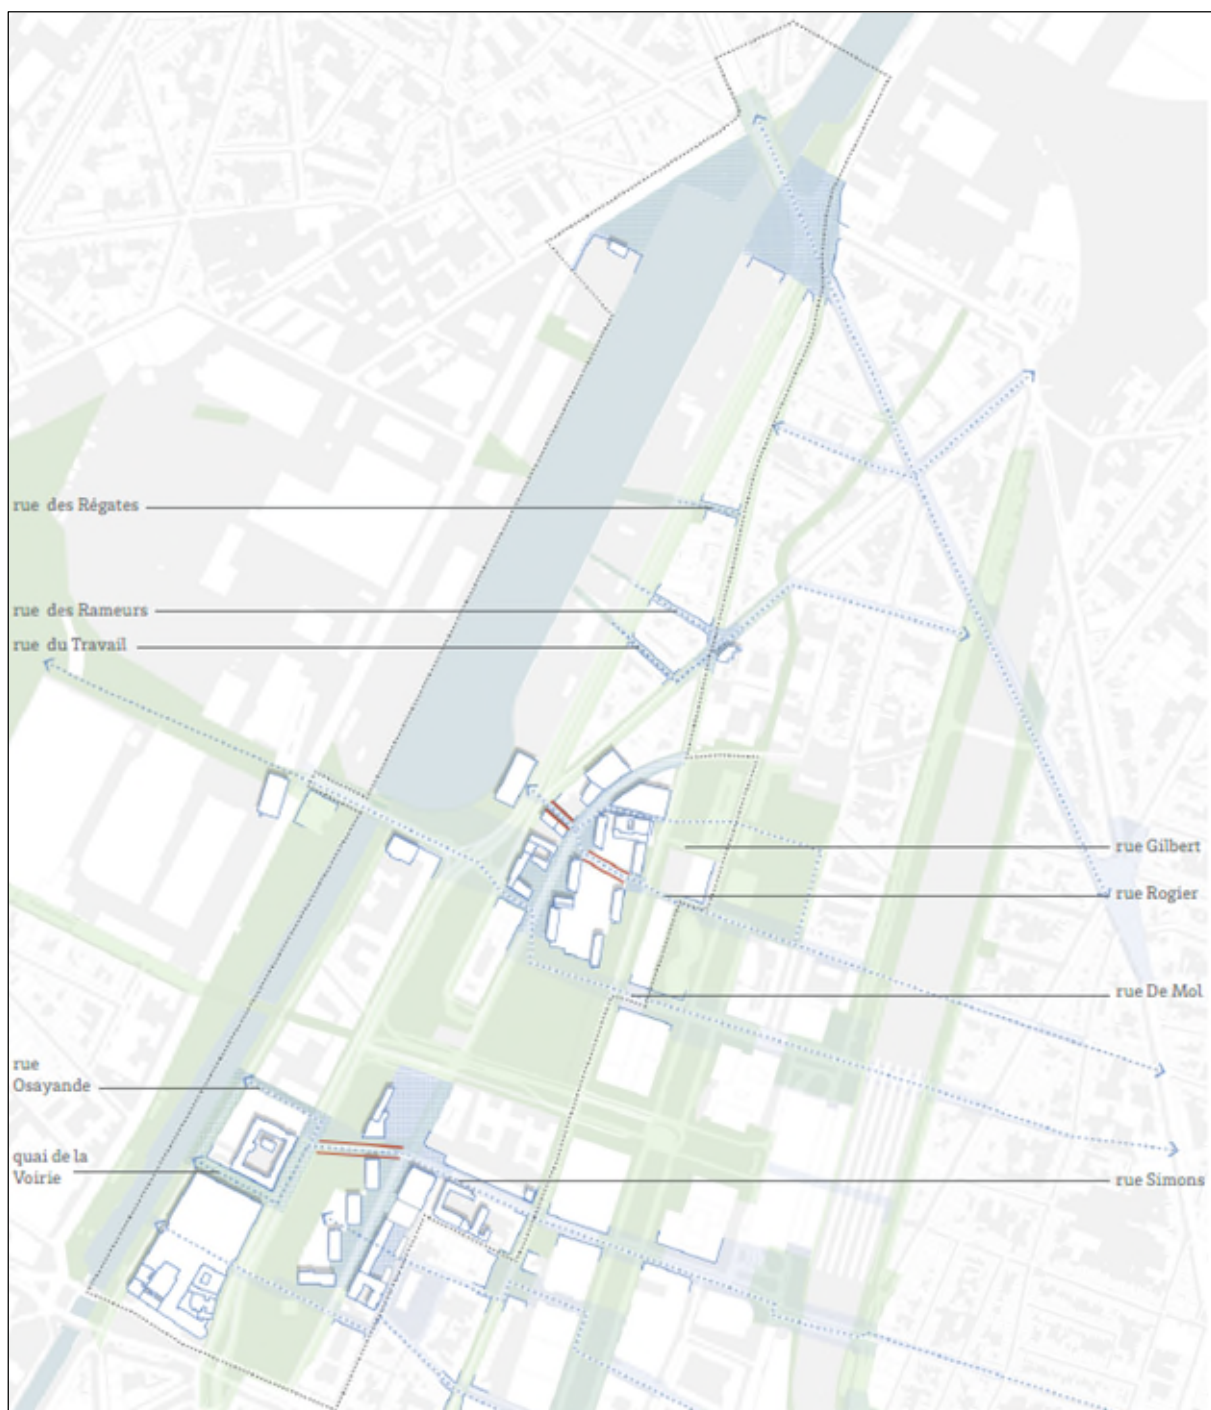 rue des Régates
rue des Rameurs
rue du Travail
rue Gilbert
rue Rogier
rue De Mol
rue
Osayande
quai de la
Voirie
rue Simons